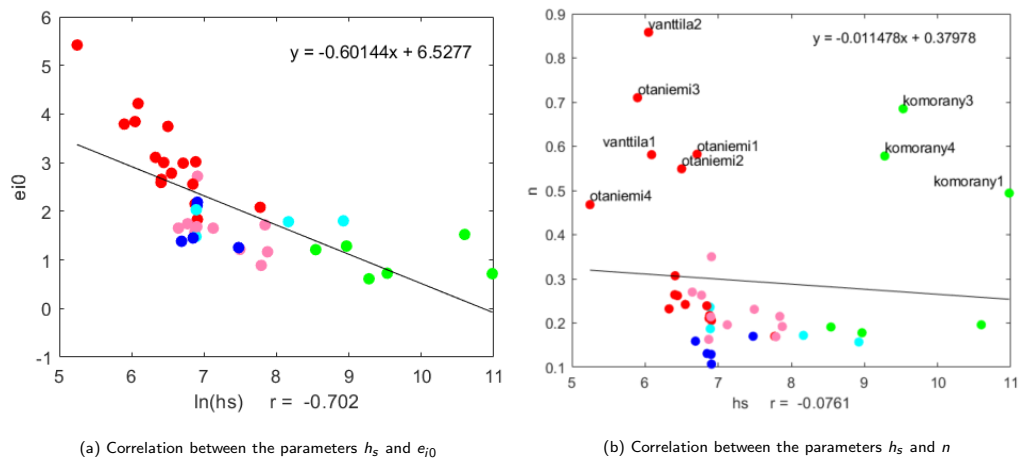 6
5
4
3
2
1
0
-1
ei0
y = -0.60144x + 6.5277
5 6 7 8 9 10 11
ln(hs) r = -0.702
(a) Correlation between the parameters hs and ei0
0.9
0.8
0.7
0.6
0.5
0.4
0.3
0.2
0.1
n
vanttila2
y = -0.011478x + 0.37978
otaniemi3
komorany3
vanttila1
otaniemi1
otaniemi2
komorany4
komorany1
otaniemi4
5 6 7 8 9 10 11
hs r = -0.0761
(b) Correlation between the parameters hs and n